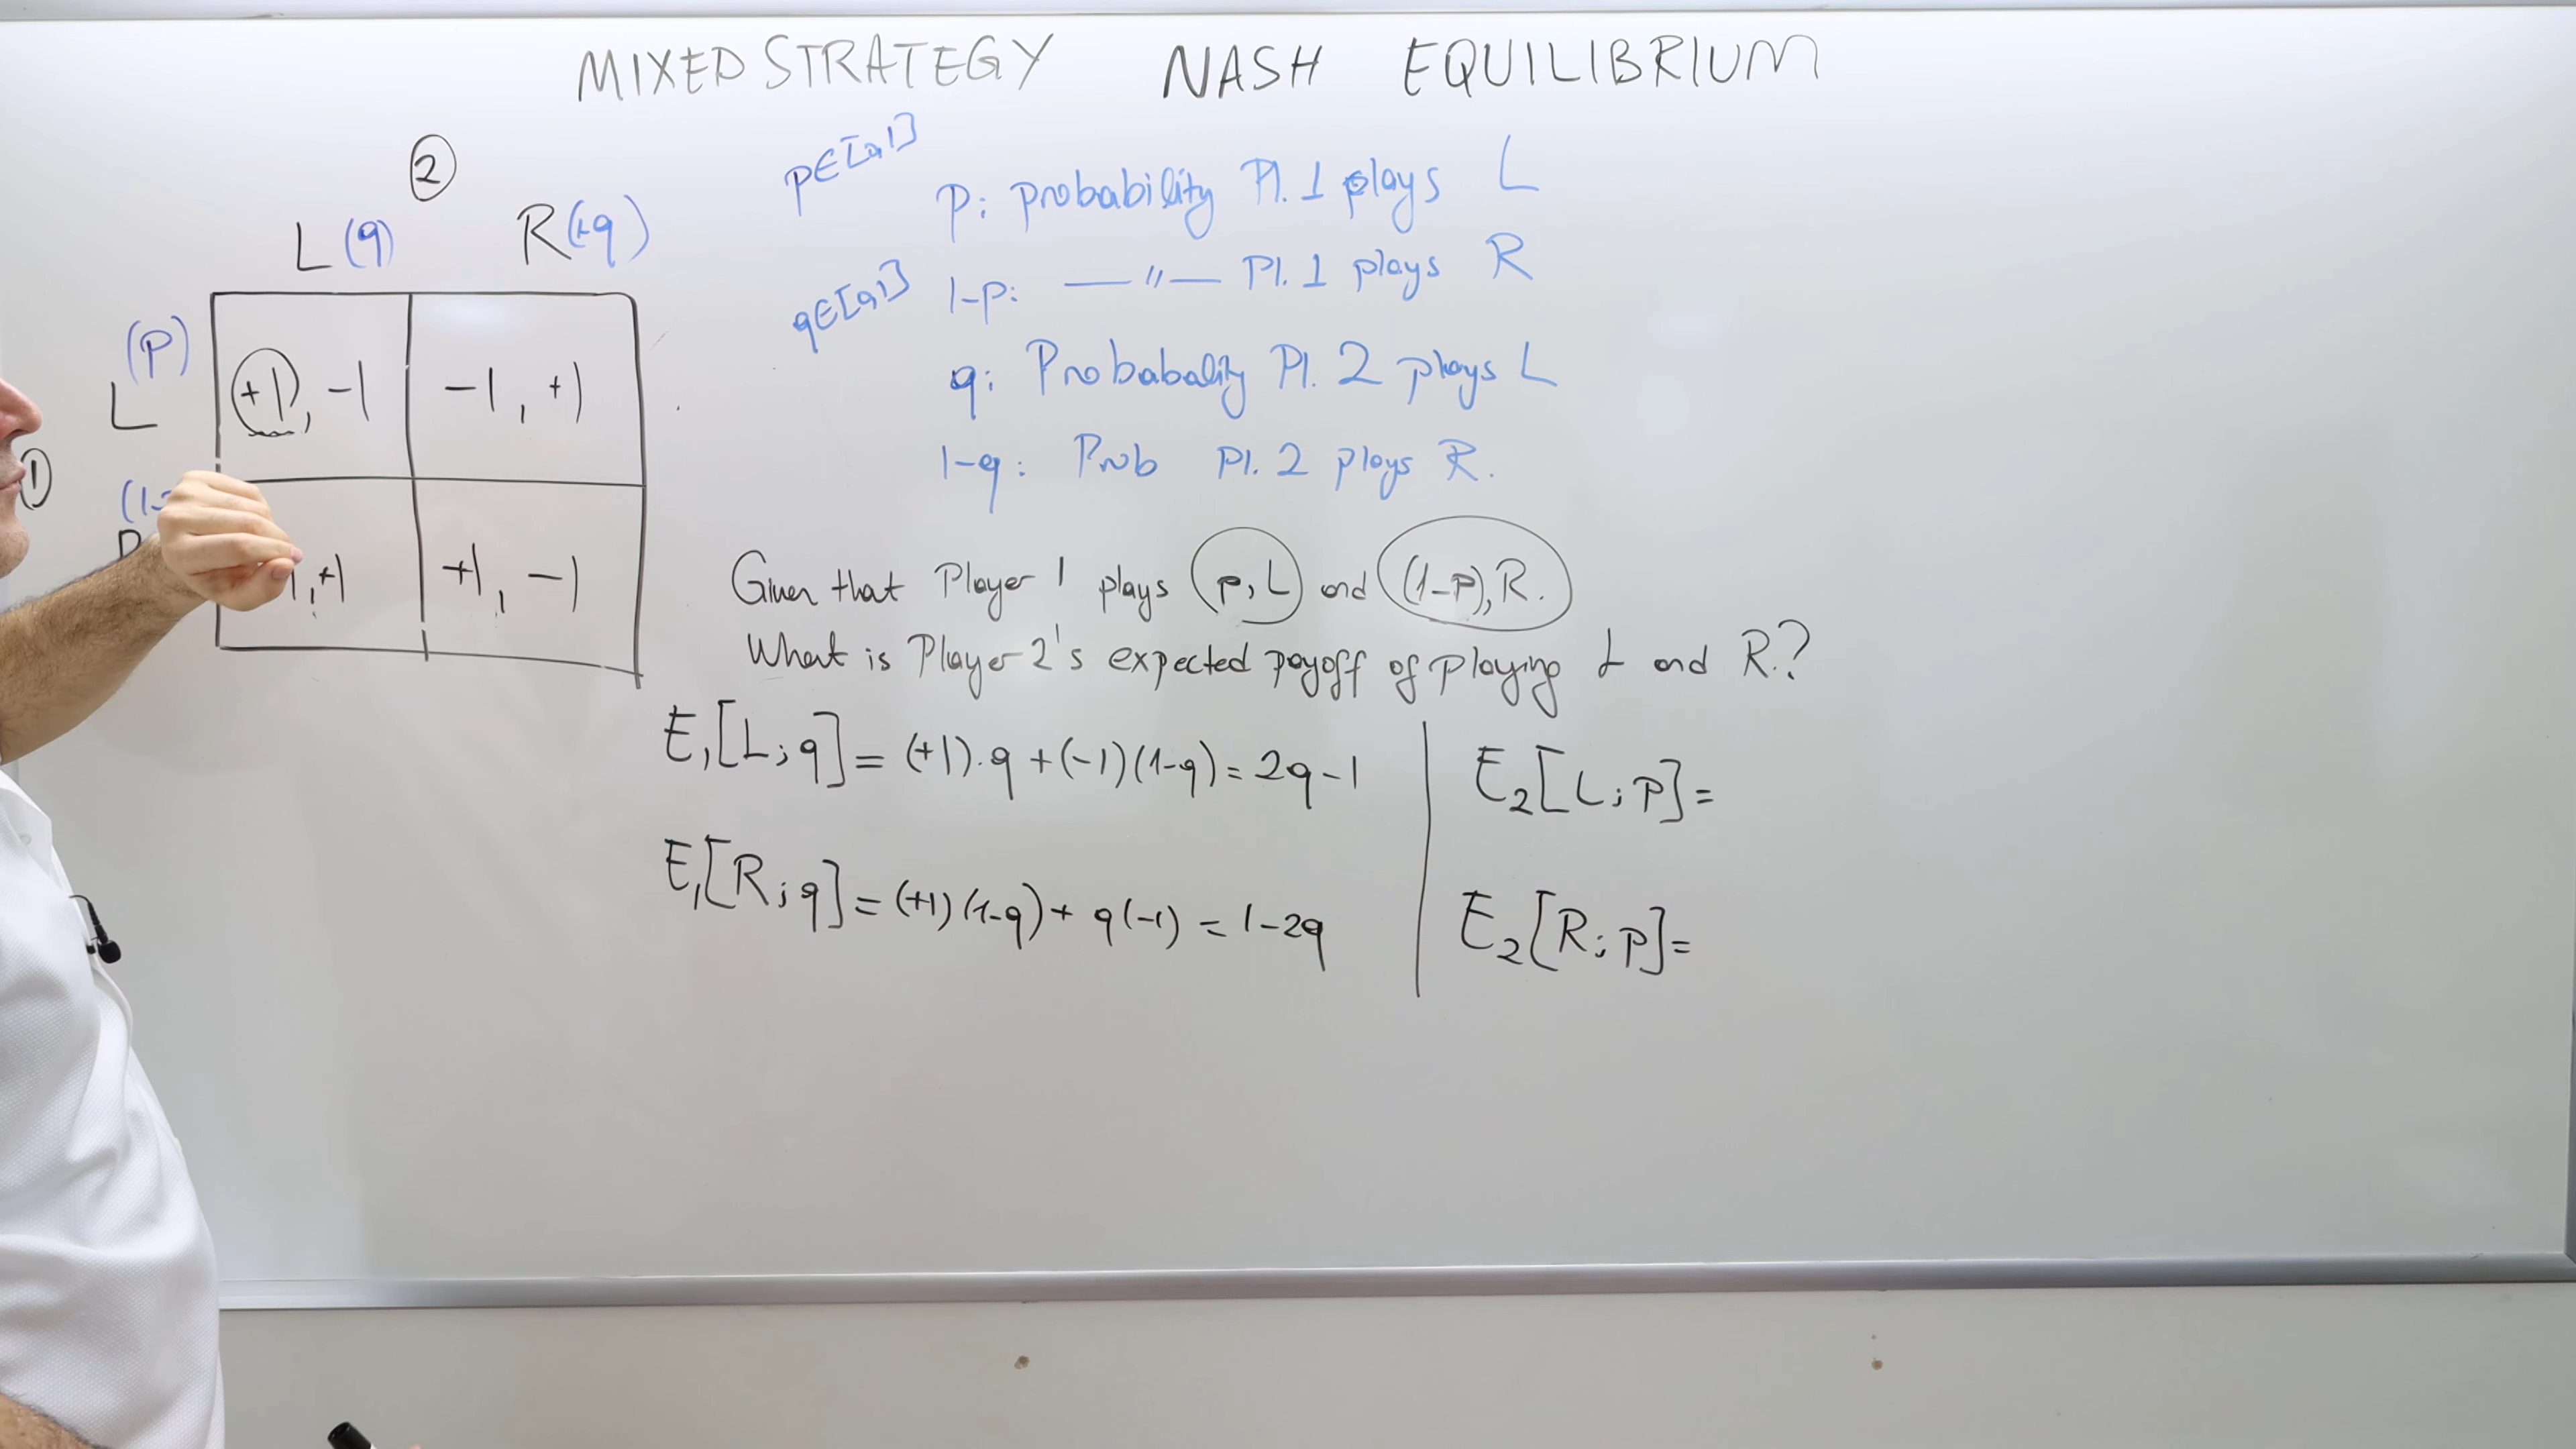 MIXED STRATEGY NASH EQUILIBRIUM
②
L (q) R (1-q)
(p)
L
+1, -1
-1, +1
①
(1-
,+1
+1, -1
p∈[0,1]
p: probability Pl. 1 plays L
q∈[0,1]
1-p: —〃— Pl. 1 plays R
q: Probabality Pl. 2 plays L
1-q: Prob Pl. 2 plays R.
Given that Player 1 plays p, L and (1-p), R.
What is Player 2's expected payoff of playing L and R.?
E₁[L; q] = (+1).q + (-1)(1-q) = 2q-1
E₁[R; q] = (+1)(1-q) + q(-1) = 1-2q
E₂[L; p] =
E₂[R; p] =